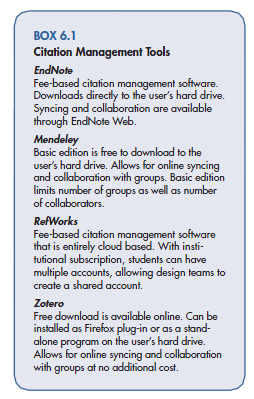 BOX 6.1
Citation Management Tools
EndNote
Fee-based citation management software.
Downloads directly to the user's hard drive.
Syncing and collaboration are available
through EndNote Web.
Mendeley
Basic edition is free to download to the
user's hard drive. Allows for online syncing
and collaboration with groups. Basic edition
limits number of groups as well as number
of collaborators.
RefWorks
Fee-based citation management software
that is entirely cloud based. With insti-
tutional subscription, students can have
multiple accounts, allowing design teams to
create a shared account.
Zotero
Free download is available online. Can be
installed as Firefox plug-in or as a stand-
alone program on the user's hard drive.
Allows for online syncing and collaboration
with groups at no additional cost.